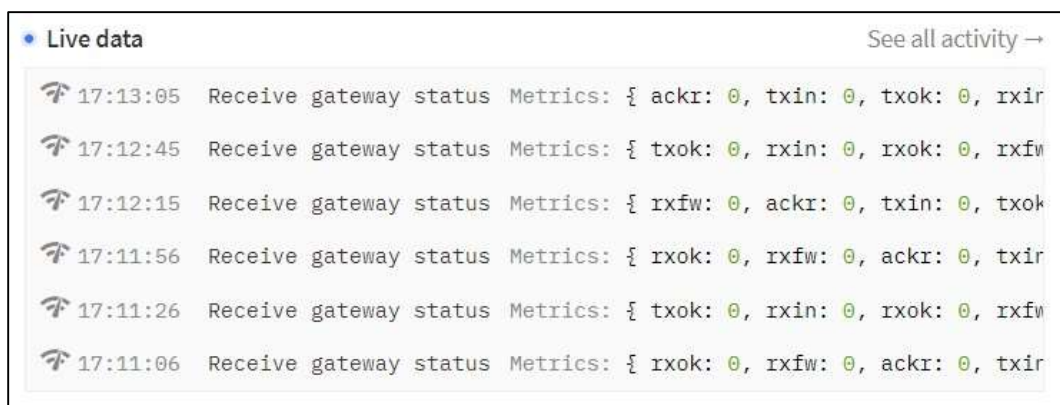 Live data See all activity →
17:13:05 Receive gateway status Metrics: { ackr: 0, txin: 0, txok: 0,
17:12:45 Receive gateway status Metrics: { txok: 0, rxin: 0, rxok: 0,
17:12:15 Receive gateway status Metrics: { rxfw: 0, ackr: 0, txin: 0,
17:11:56 Receive gateway status Metrics: { rxok: 0, rxfw: 0, ackr: 0,
17:11:26 Receive gateway status Metrics: { txok: 0, rxin: 0, rxok: 0,
17:11:06 Receive gateway status Metrics: { rxok: 0, rxfw: 0, ackr: 0,